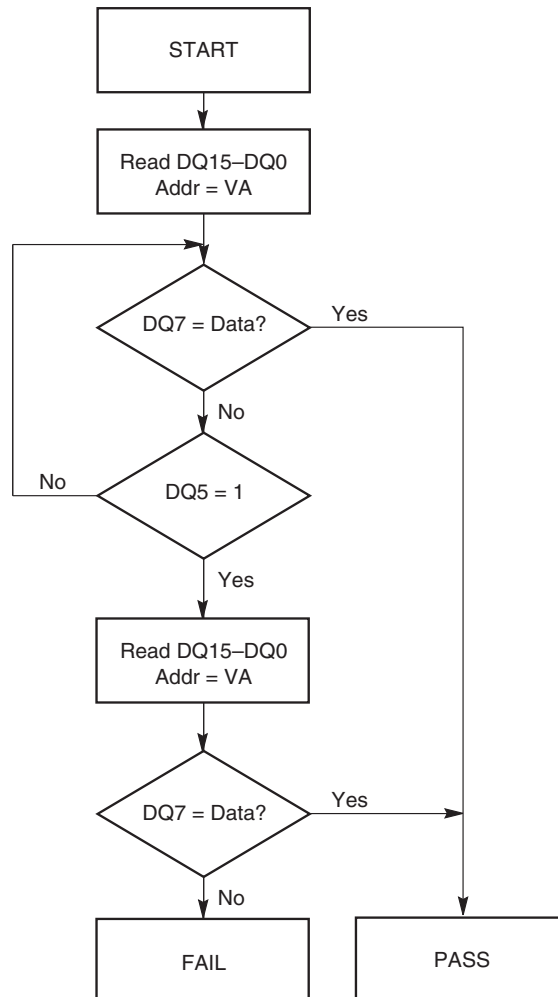 START
Read DQ15–DQ0
Addr = VA
DQ7 = Data?
Yes
No
No
DQ5 = 1
Yes
Read DQ15–DQ0
Addr = VA
DQ7 = Data?
Yes
No
FAIL
PASS